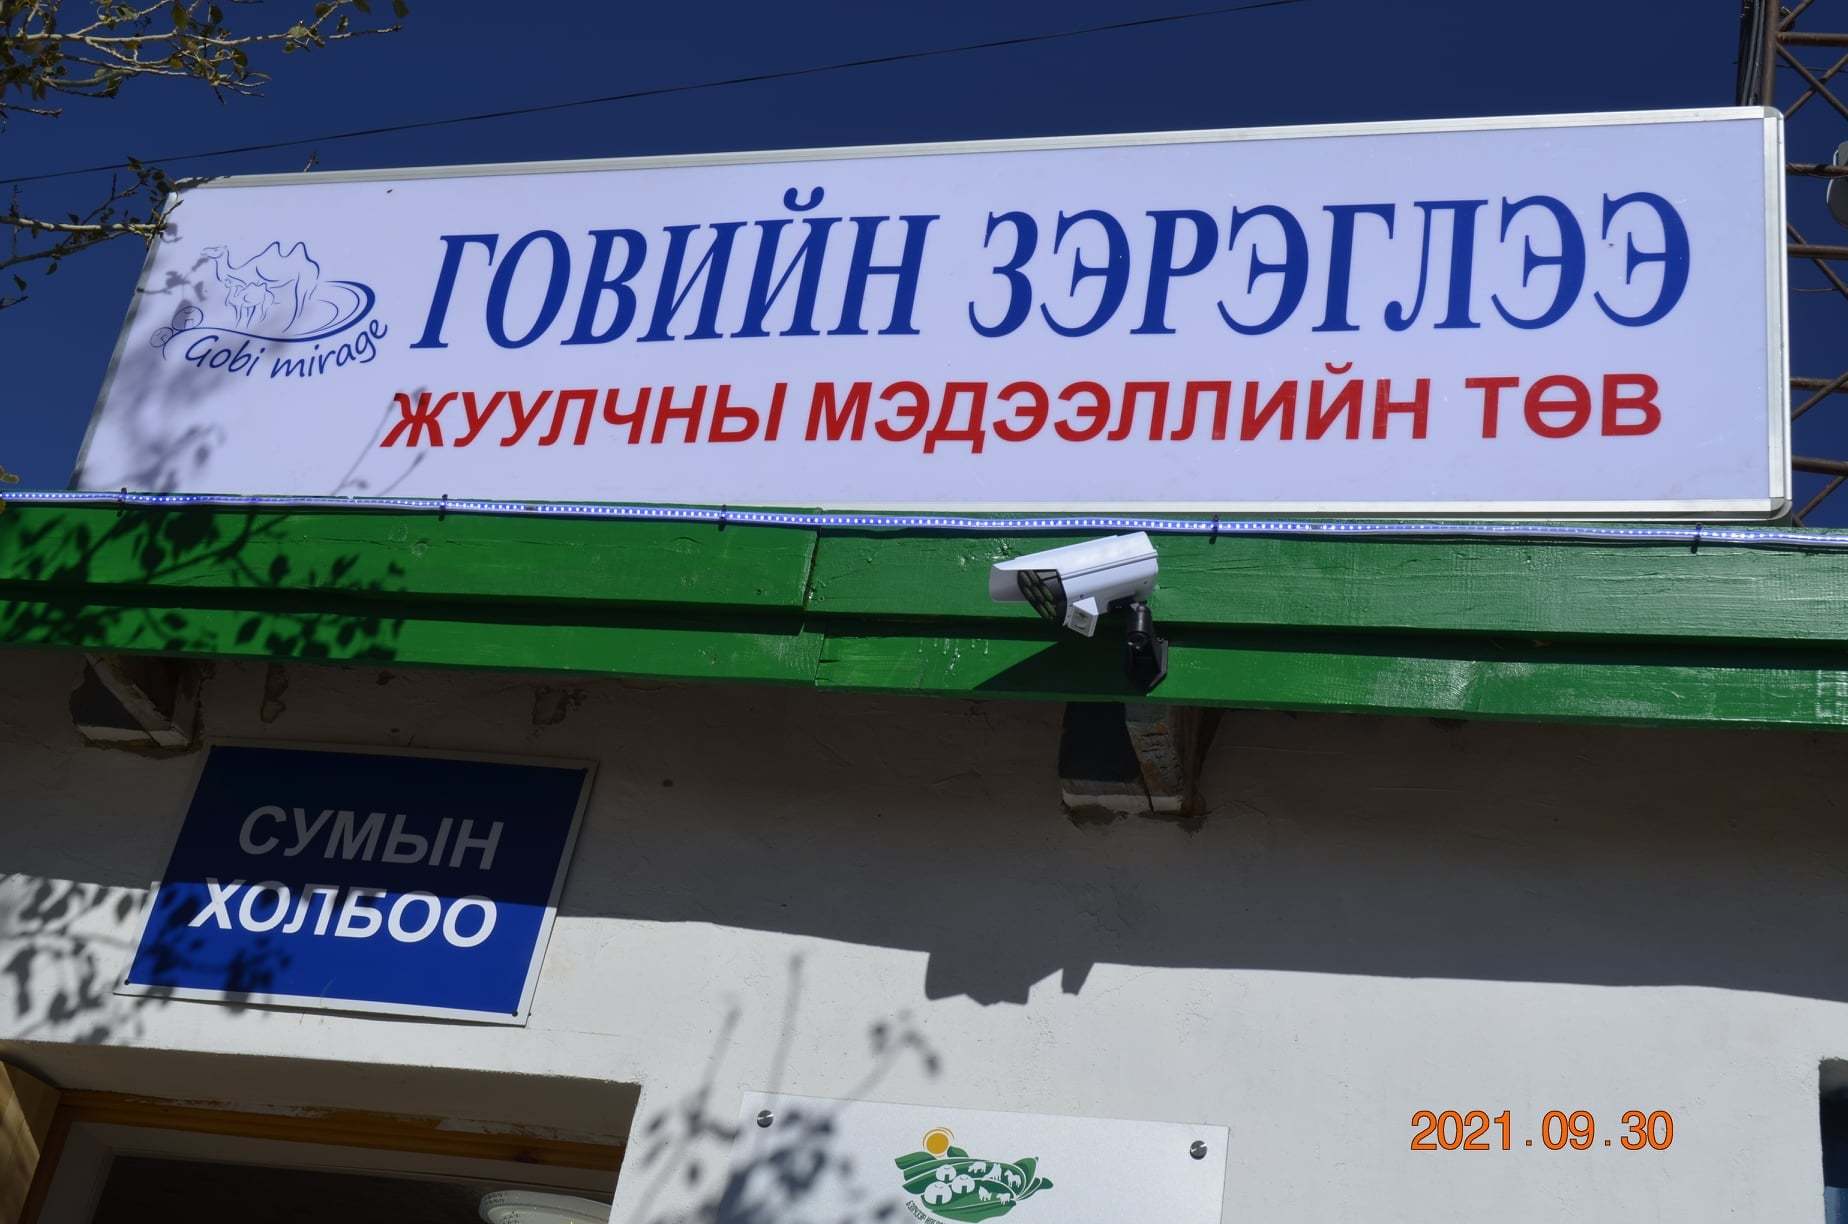 ГОВИЙН ЗЭРЭГЛЭЭ
Gobi mirage
ЖУУЛЧНЫ МЭДЭЭЛЛИЙН ТӨВ
СУМЫН
ХОЛБОО
2021.09.30